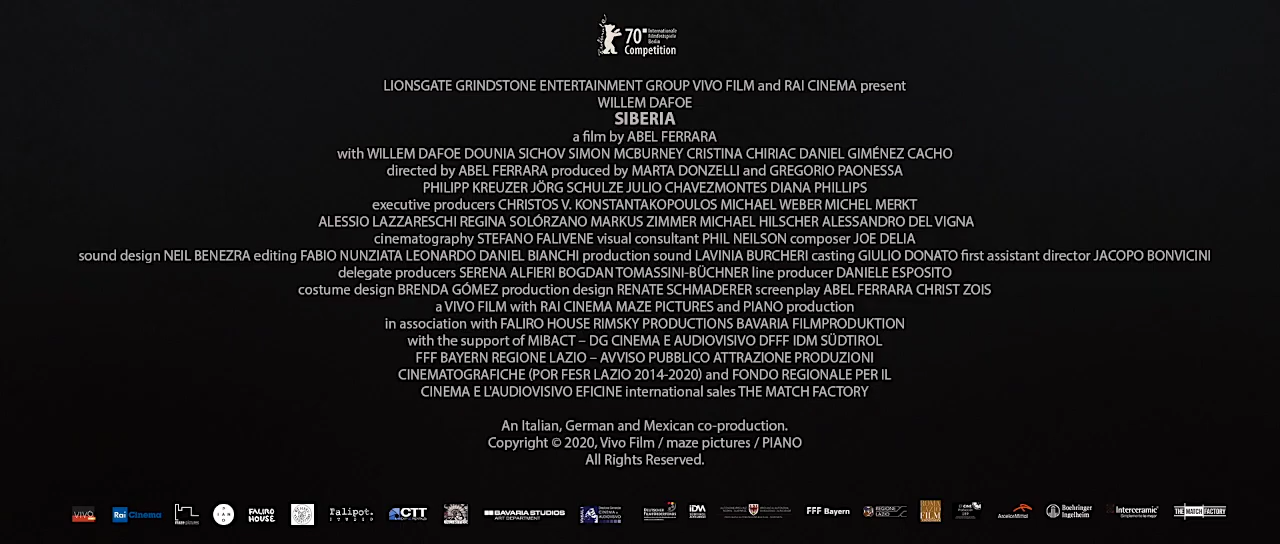 70
Internationale
Filmfestspiele
Berlin
Competition
LIONSGATE GRINDSTONE ENTERTAINMENT GROUP VIVO FILM and RAI CINEMA present
WILLEM DAFOE
SIBERIA
a film by ABEL FERRARA
with WILLEM DAFOE DOUNIA SICHOV SIMON MCBURNEY CRISTINA CHIRIAC DANIEL GIMÉNEZ CACHO
directed by ABEL FERRARA produced by MARTA DONZELLI and GREGORIO PAONESSA
PHILIPP KREUZER JÖRG SCHULZE JULIO CHAVEZMONTES DIANA PHILLIPS
executive producers CHRISTOS V. KONSTANTAKOPOULOS MICHAEL WEBER MICHEL MERKT
ALESSIO LAZZARESCHI REGINA SOLÓRZANO MARKUS ZIMMER MICHAEL HILSCHER ALESSANDRO DEL VIGNA
cinematography STEFANO FALIVENE visual consultant PHIL NEILSON composer JOE DELIA
sound design NEIL BENEZRA editing FABIO NUNZIATA LEONARDO DANIEL BIANCHI production sound LAVINIA BURCHERI casting GIULIO DONATO first assistant director JACOPO BONVICINI
delegate producers SERENA ALFIERI BOGDAN TOMASSINI-BÜCHNER line producer DANIELE ESPOSITO
costume design BRENDA GÓMEZ production design RENATE SCHMADERER screenplay ABEL FERRARA CHRIST ZOIS
a VIVO FILM with RAI CINEMA MAZE PICTURES and PIANO production
in association with FALIRO HOUSE RIMSKY PRODUCTIONS BAVARIA FILMPRODUKTION
with the support of MIBACT – DG CINEMA E AUDIOVISIVO DFFF IDM SÜDTIROL
FFF BAYERN REGIONE LAZIO – AVVISO PUBBLICO ATTRAZIONE PRODUZIONI
CINEMATOGRAFICHE (POR FESR LAZIO 2014-2020) and FONDO REGIONALE PER IL
CINEMA E L'AUDIOVISIVO EFICINE international sales THE MATCH FACTORY
An Italian, German and Mexican co-production.
Copyright © 2020, Vivo Film / maze pictures / PIANO
All Rights Reserved.
VIVO
Rai Cinema
FALIRO
HOUSE
Falipot.
STUDIO
CTT
BAVARIA STUDIOS
ART DEPARTMENT
IDM
FFF Bayern
REGIONE
LAZIO
ROMA
FILM
ArcelorMittal
Boehringer
Ingelheim
Interceramic
THE MATCH FACTORY